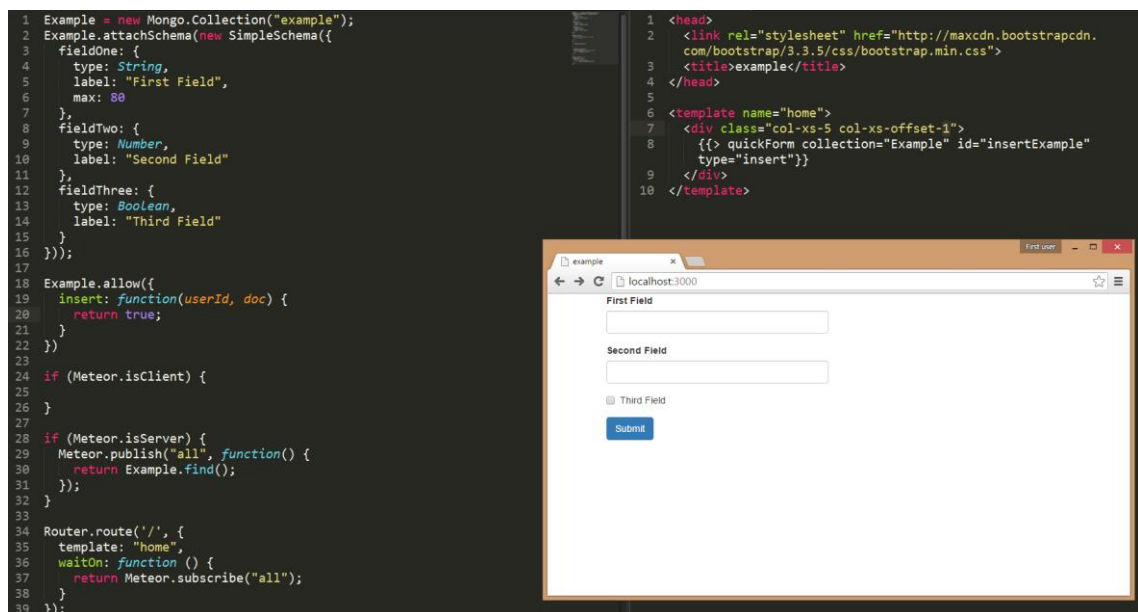 1 Example = new Mongo.Collection("example");
2 Example.attachSchema(new SimpleSchema({
3 fieldOne: {
4 type: String,
5 label: "First Field",
6 max: 80
7 },
8 fieldTwo: {
9 type: Number,
10 label: "Second Field"
11 },
12 fieldThree: {
13 type: Boolean,
14 label: "Third Field"
15 }
16 }));
17
18 Example.allow({
19 insert: function(userId, doc) {
20 return true;
21 }
22 })
23
24 if (Meteor.isClient) {
25
26 }
27
28 if (Meteor.isServer) {
29 Meteor.publish("all", function() {
30 return Example.find();
31 });
32 }
33
34 Router.route('/', {
35 template: "home",
36 waitOn: function () {
37 return Meteor.subscribe("all");
38 }
39 });
1 <head>
2 <link rel="stylesheet" href="http://maxcdn.bootstrapcdn.
com/bootstrap/3.3.5/css/bootstrap.min.css">
3 <title>example</title>
4 </head>
5
6 <template name="home">
7 <div class="col-xs-5 col-xs-offset-1">
8 {{> quickForm collection="Example" id="insertExample"
type="insert"}}
9 </div>
10 </template>
First user
example
localhost:3000
First Field
Second Field
Third Field
Submit